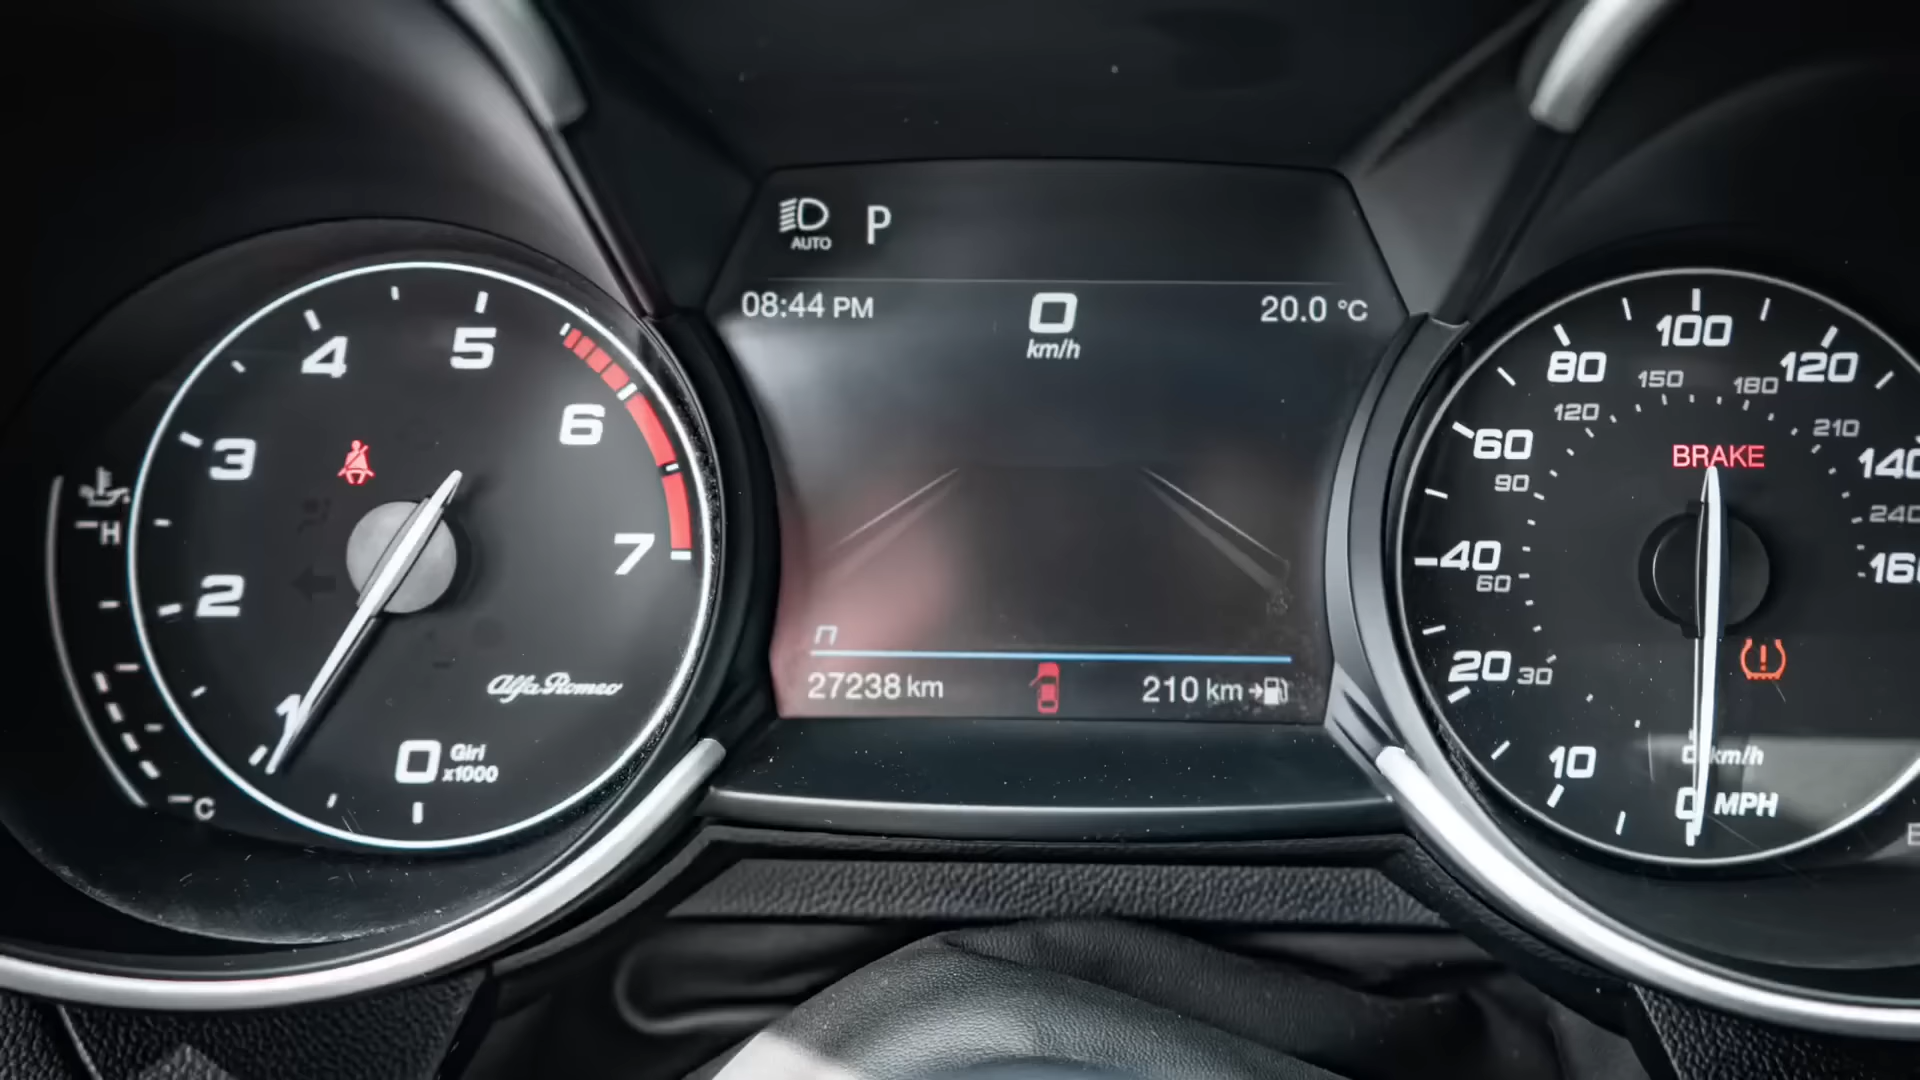 AUTO
P
08:44 PM
0
km/h
20.0 °C
n
27238 km
210 km
5
4
6
3
H
7
2
Alfa Romeo
1
0 Giri
x1000
C
100
80
120
150
180
120
210
60
BRAKE
140
90
240
40
160
60
20
30
10
0 km/h
0 MPH